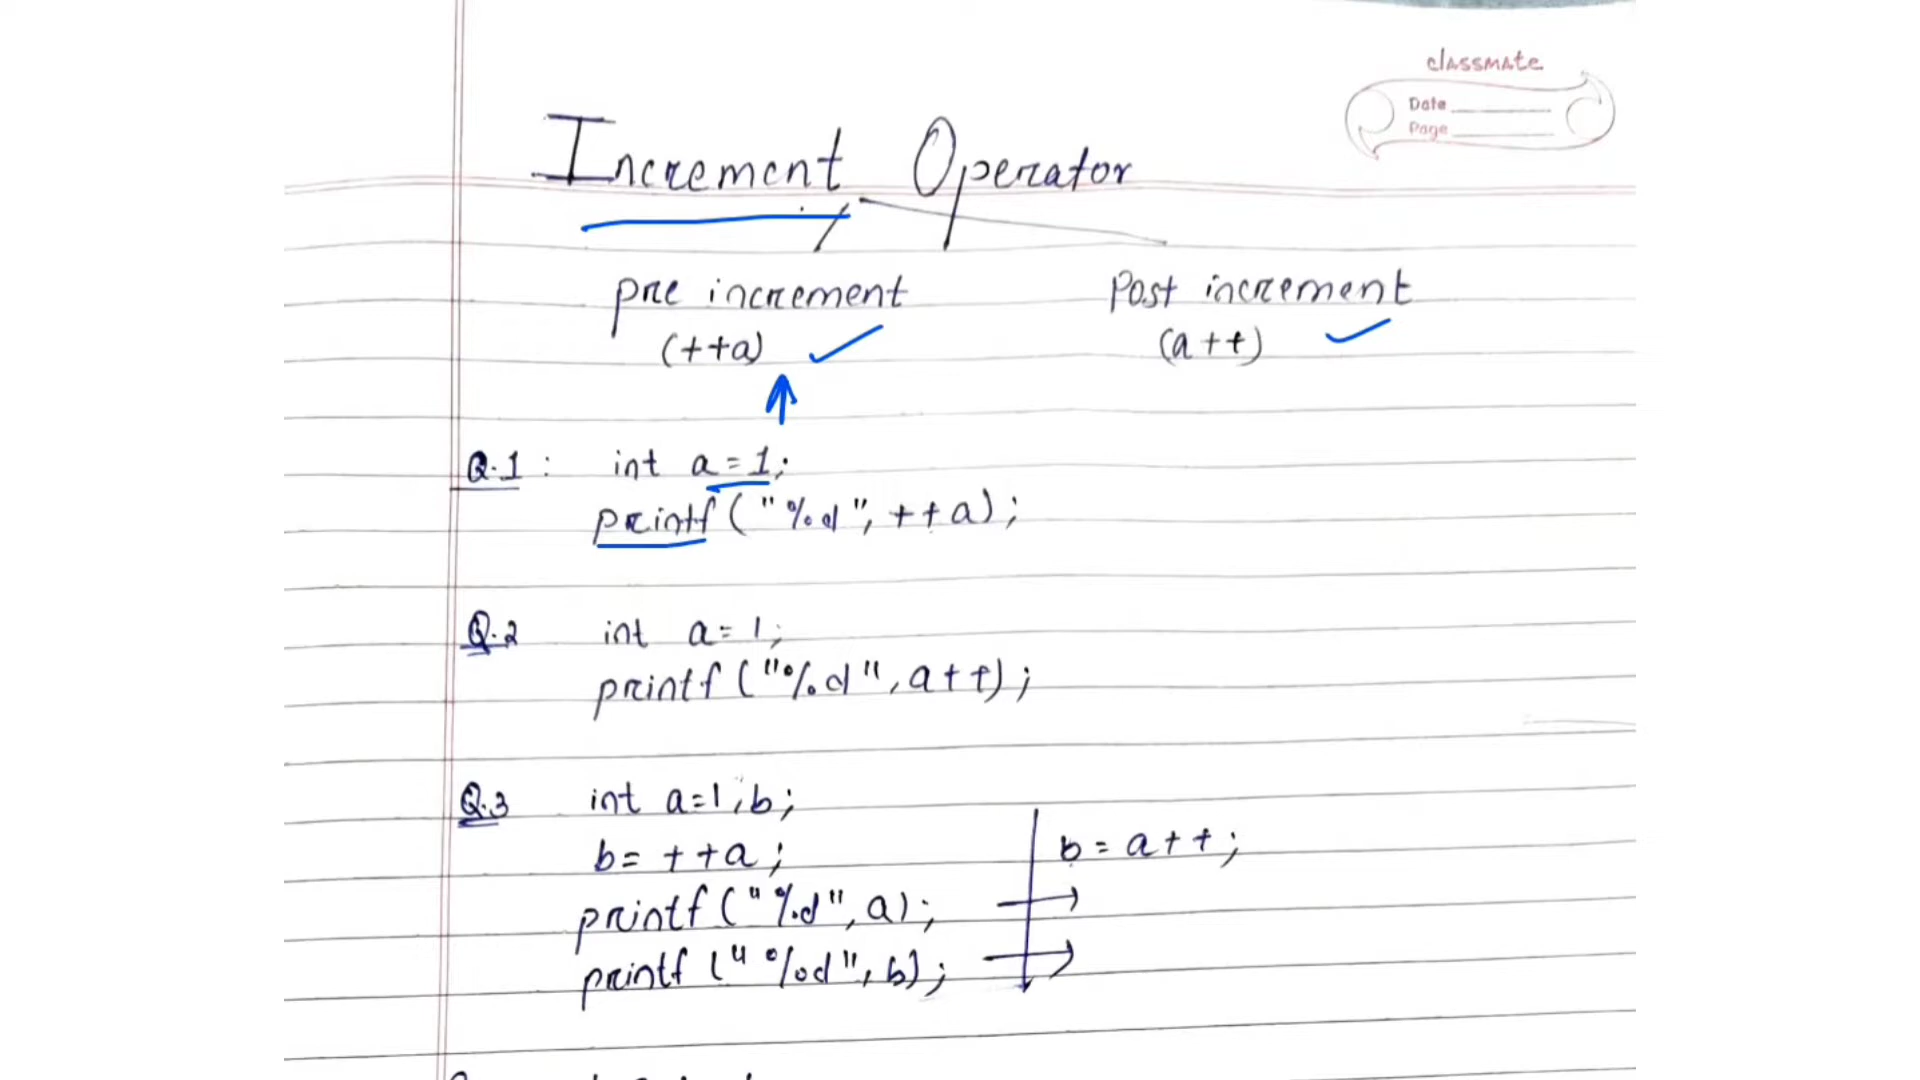 classmate
Date
Page
Increment Operator
pre increment Post increment
(++a) (a++)
Q.1 : int a = 1;
printf ("%d", ++a);
Q.2 int a = 1;
printf ("%d", a++);
Q.3 int a=1, b;
b = ++a; b = a++;
printf ("%d", a);
printf ("%d", b);